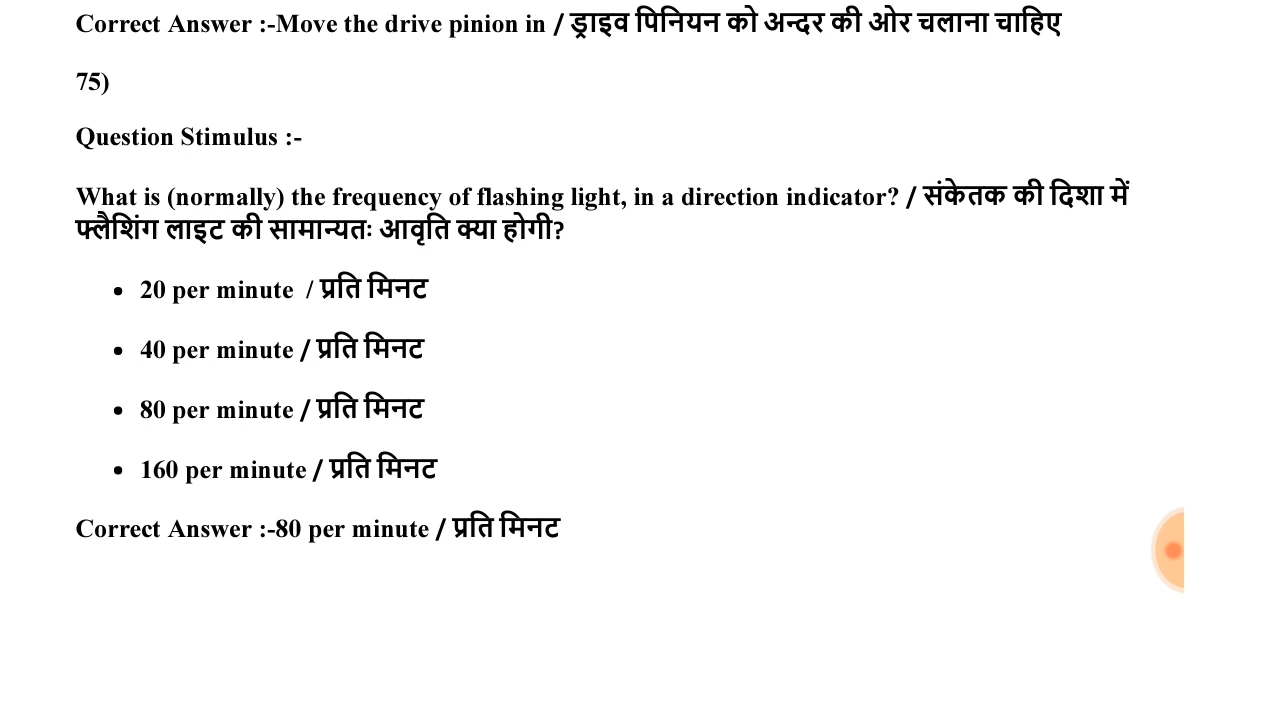 Correct Answer :-Move the drive pinion in / ड्राइव पिनियन को अन्दर की ओर चलाना चाहिए
75)
Question Stimulus :-
What is (normally) the frequency of flashing light, in a direction indicator? / संकेतक की दिशा में
फ्लैशिंग लाइट की सामान्यतः आवृति क्या होगी?
• 20 per minute / प्रति मिनट
• 40 per minute / प्रति मिनट
• 80 per minute / प्रति मिनट
• 160 per minute / प्रति मिनट
Correct Answer :-80 per minute / प्रति मिनट